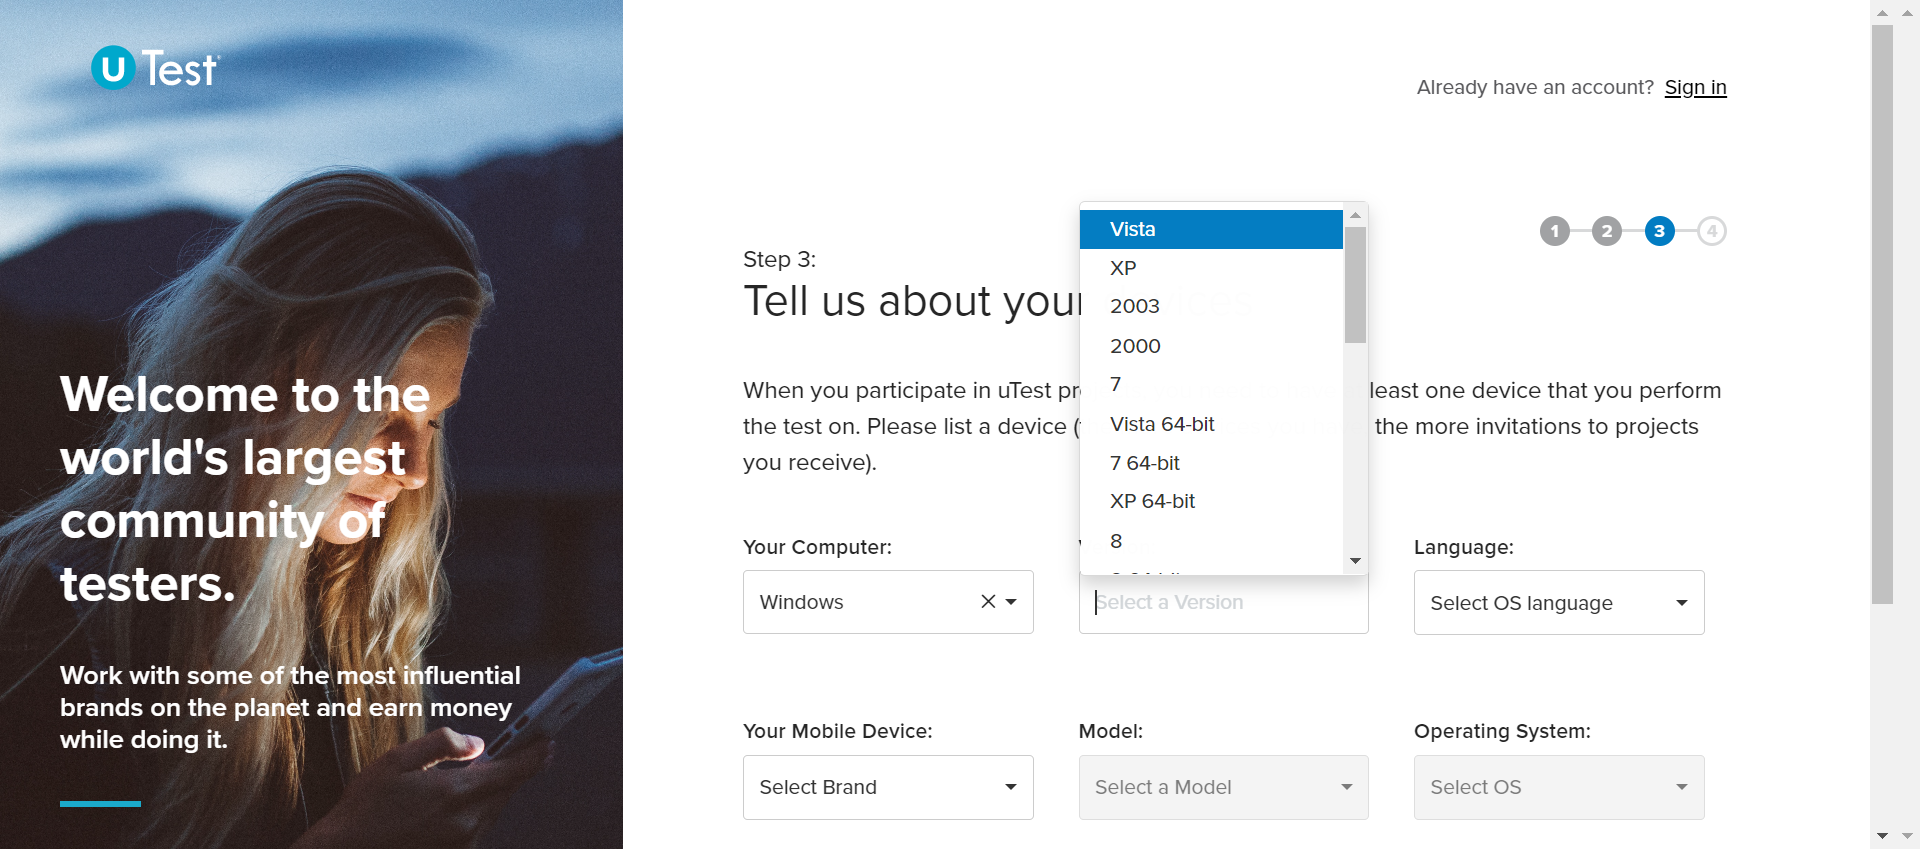 uTest
Already have an account? Sign in
1 2 3 4
Step 3:
Tell us about your
When you participate in uTest least one device that you perform
the test on. Please list a device the more invitations to projects
you receive).
Vista
XP
2003
2000
7
Vista 64-bit
7 64-bit
XP 64-bit
8
Your Computer:
Language:
Windows
Select a Version
Select OS language
Your Mobile Device:
Model:
Operating System:
Select Brand
Select a Model
Select OS
Welcome to the
world's largest
community of
testers.
Work with some of the most influential
brands on the planet and earn money
while doing it.